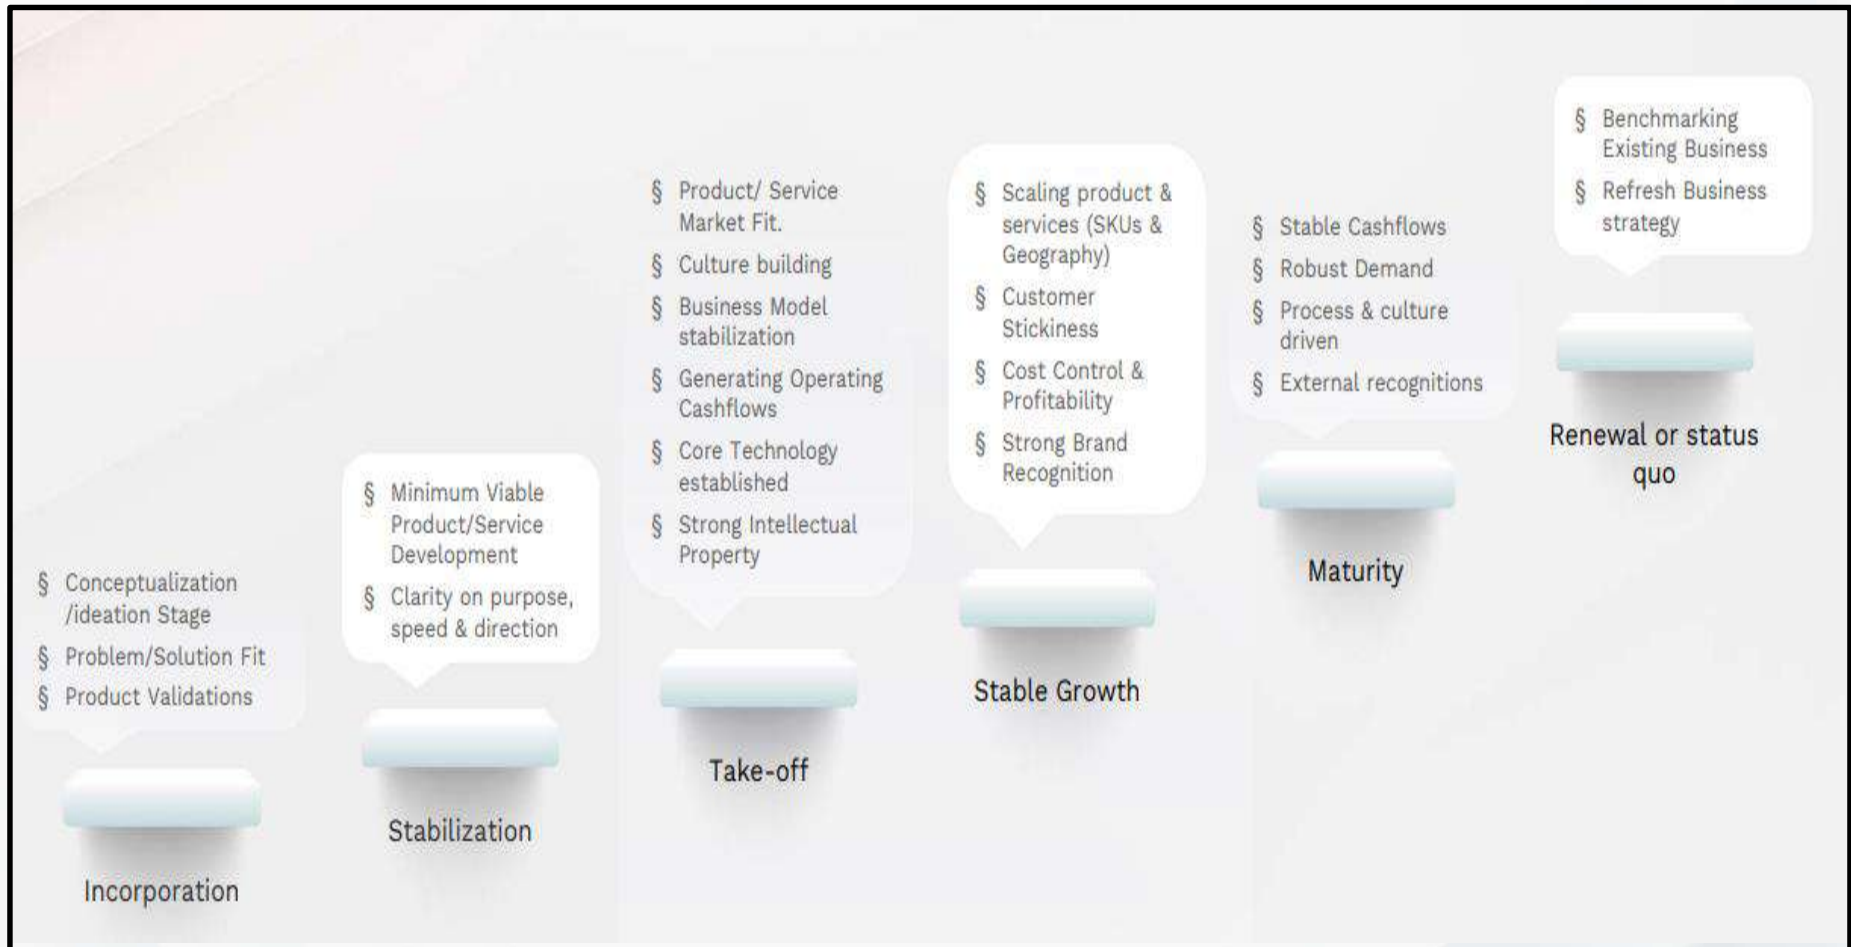 § Conceptualization
/ideation Stage
§ Problem/Solution Fit
§ Product Validations
Incorporation
§ Minimum Viable
Product/Service
Development
§ Clarity on purpose,
speed & direction
Stabilization
§ Product/ Service
Market Fit.
§ Culture building
§ Business Model
stabilization
§ Generating Operating
Cashflows
§ Core Technology
established
§ Strong Intellectual
Property
Take-off
§ Scaling product &
services (SKUs &
Geography)
§ Customer
Stickiness
§ Cost Control &
Profitability
§ Strong Brand
Recognition
Stable Growth
§ Stable Cashflows
§ Robust Demand
§ Process & culture
driven
§ External recognitions
Maturity
§ Benchmarking
Existing Business
§ Refresh Business
strategy
Renewal or status
quo